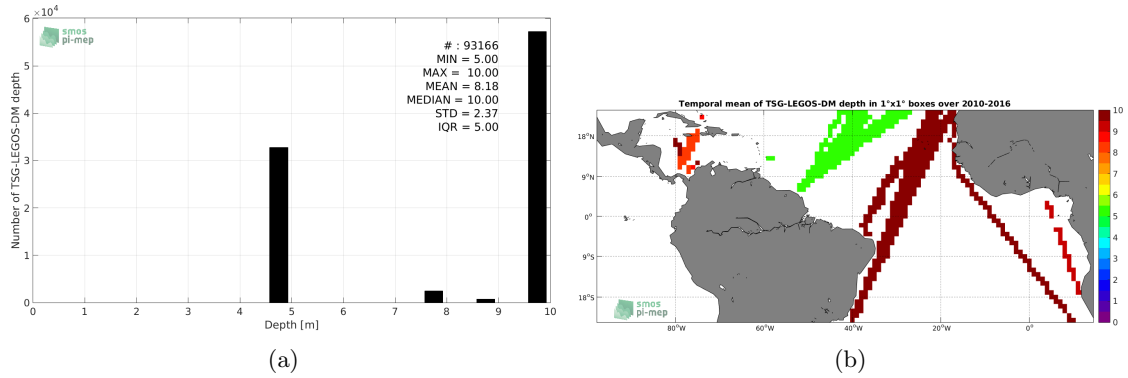 ×10⁴
6
5
4
3
2
1
0
Number of TSG-LEGOS-DM depth
smos
pi-mep
# : 93166
MIN = 5.00
MAX = 10.00
MEAN = 8.18
MEDIAN = 10.00
STD = 2.37
IQR = 5.00
0 1 2 3 4 5 6 7 8 9 10
Depth [m]
(a)
Temporal mean of TSG-LEGOS-DM depth in 1°x1° boxes over 2010-2016
18°N
9°N
0°
9°S
18°S
80°W 60°W 40°W 20°W 0°
smos
pi-mep
10
9
8
7
6
5
4
3
2
1
0
(b)